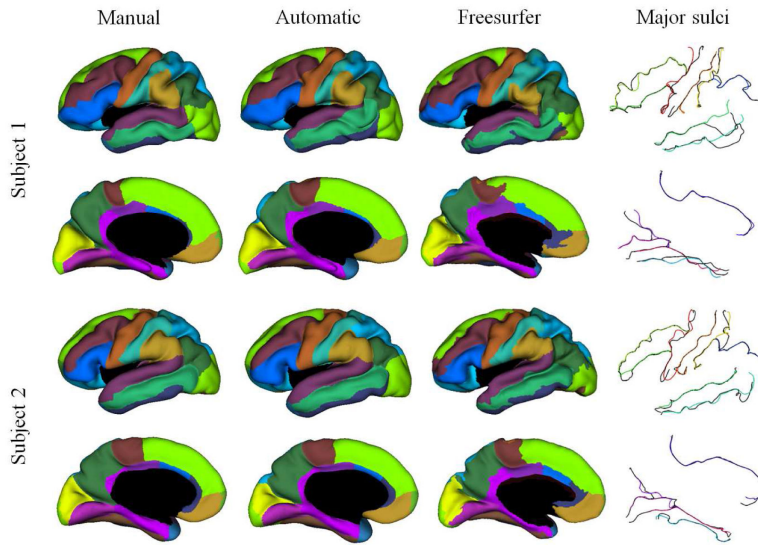 Manual
Automatic
Freesurfer
Major sulci
Subject 1
Subject 2